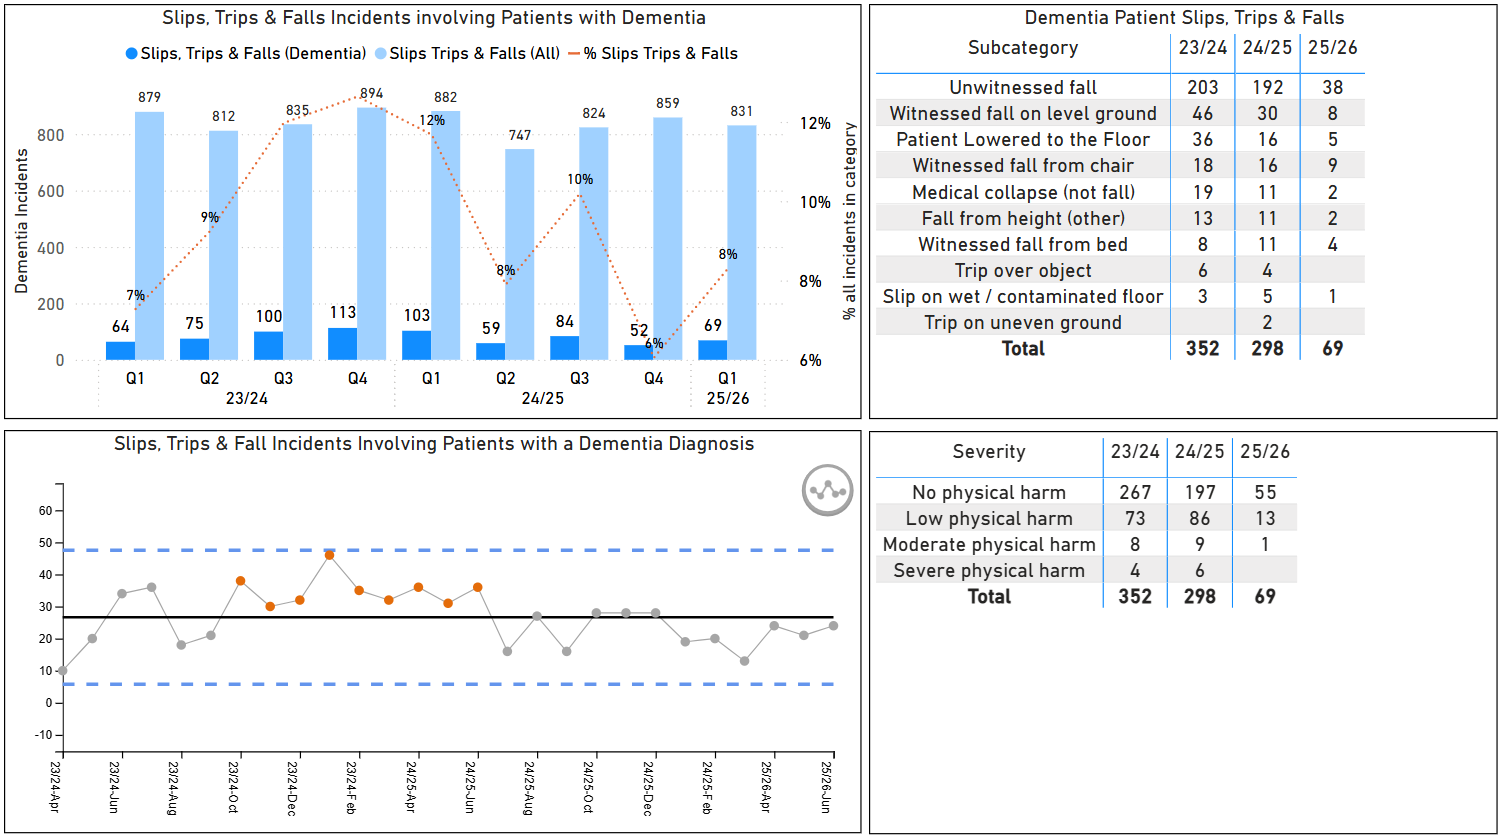 Slips, Trips & Falls Incidents involving Patients with Dementia
Slips, Trips & Falls (Dementia) Slips Trips & Falls (All) % Slips Trips & Falls
Dementia Incidents
800
600
400
200
0
879
812
835
894
882
747
824
859
831
7%
9%
12%
8%
10%
6%
8%
64
75
100
113
103
59
84
52
69
12%
10%
8%
6%
% all incidents in category
Q1 Q2 Q3 Q4 Q1 Q2 Q3 Q4 Q1
23/24 24/25 25/26
Dementia Patient Slips, Trips & Falls
Subcategory 23/24 24/25 25/26
Unwitnessed fall 203 192 38
Witnessed fall on level ground 46 30 8
Patient Lowered to the Floor 36 16 5
Witnessed fall from chair 18 16 9
Medical collapse (not fall) 19 11 2
Fall from height (other) 13 11 2
Witnessed fall from bed 8 11 4
Trip over object 6 4
Slip on wet / contaminated floor 3 5 1
Trip on uneven ground 2
Total 352 298 69
Slips, Trips & Fall Incidents Involving Patients with a Dementia Diagnosis
60
50
40
30
20
10
0
-10
23/24-Apr
23/24-Jun
23/24-Aug
23/24-Oct
23/24-Dec
23/24-Feb
24/25-Apr
24/25-Jun
24/25-Aug
24/25-Oct
24/25-Dec
24/25-Feb
25/26-Apr
25/26-Jun
Severity 23/24 24/25 25/26
No physical harm 267 197 55
Low physical harm 73 86 13
Moderate physical harm 8 9 1
Severe physical harm 4 6
Total 352 298 69